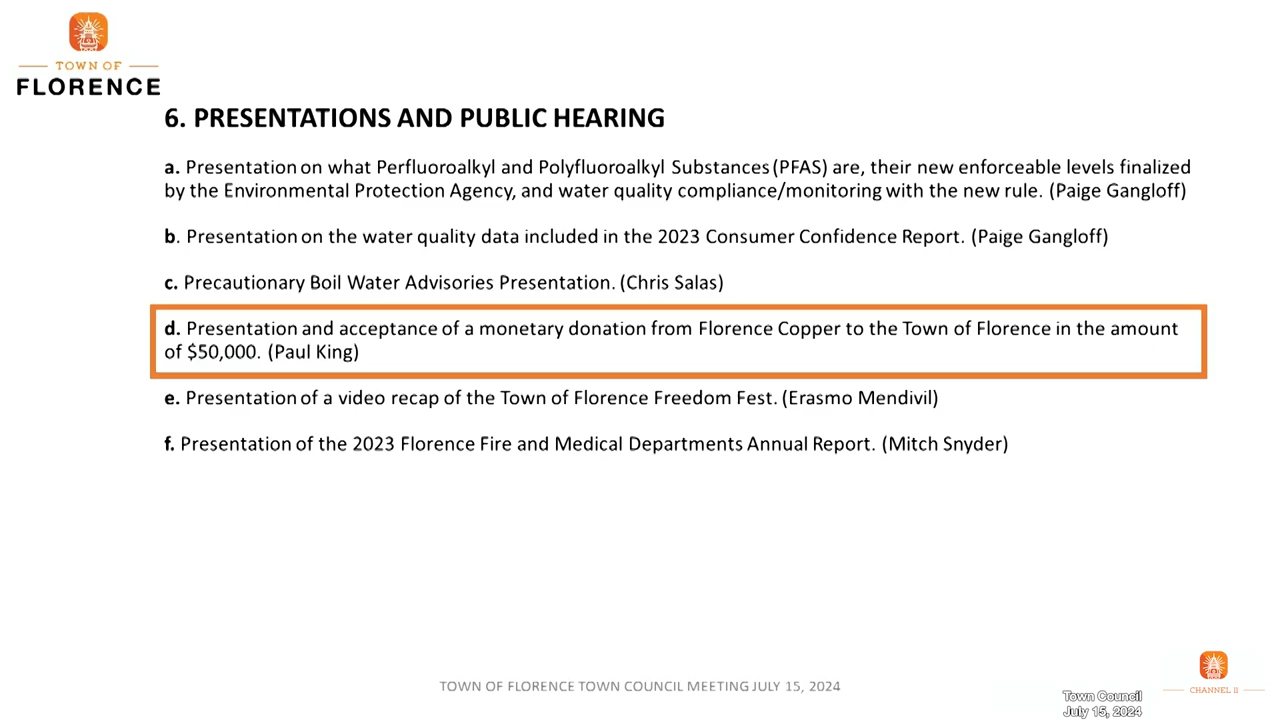 TOWN OF
FLORENCE
6. PRESENTATIONS AND PUBLIC HEARING
a. Presentation on what Perfluoroalkyl and Polyfluoroalkyl Substances (PFAS) are, their new enforceable levels finalized
by the Environmental Protection Agency, and water quality compliance/monitoring with the new rule. (Paige Gangloff)
b. Presentation on the water quality data included in the 2023 Consumer Confidence Report. (Paige Gangloff)
c. Precautionary Boil Water Advisories Presentation. (Chris Salas)
d. Presentation and acceptance of a monetary donation from Florence Copper to the Town of Florence in the amount
of $50,000. (Paul King)
e. Presentation of a video recap of the Town of Florence Freedom Fest. (Erasmo Mendivil)
f. Presentation of the 2023 Florence Fire and Medical Departments Annual Report. (Mitch Snyder)
TOWN OF FLORENCE TOWN COUNCIL MEETING JULY 15, 2024
Town Council
July 15, 2024
CHANNEL 11